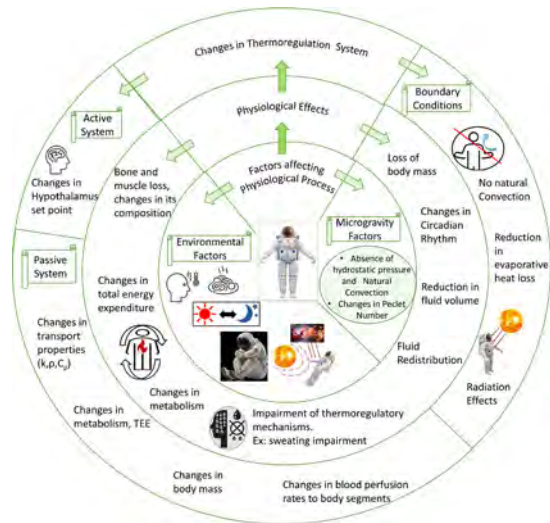 Changes in Thermoregulation System
Physiological Effects
Factors affecting
Physiological Process
Active
System
Changes in
Hypothalamus
set point
Passive
System
Changes in
transport
properties
(k,ρ,Cₚ)
Changes in
metabolism, TEE
Changes in
body mass
Changes in blood perfusion
rates to body segments
Boundary
Conditions
No natural
Convection
Reduction
in
evaporative
heat loss
Radiation
Effects
Bone and
muscle loss,
changes in its
composition
Changes in
total energy
expenditure
Changes in
metabolism
Impairment of thermoregulatory
mechanisms.
Ex: sweating impairment
Loss of
body mass
Changes in
Circadian
Rhythm
Reduction
in fluid volume
Fluid
Redistribution
Environmental
Factors
Microgravity
Factors
• Absence of
hydrostatic pressure
and Natural
Convection
• Changes in Peclet
Number